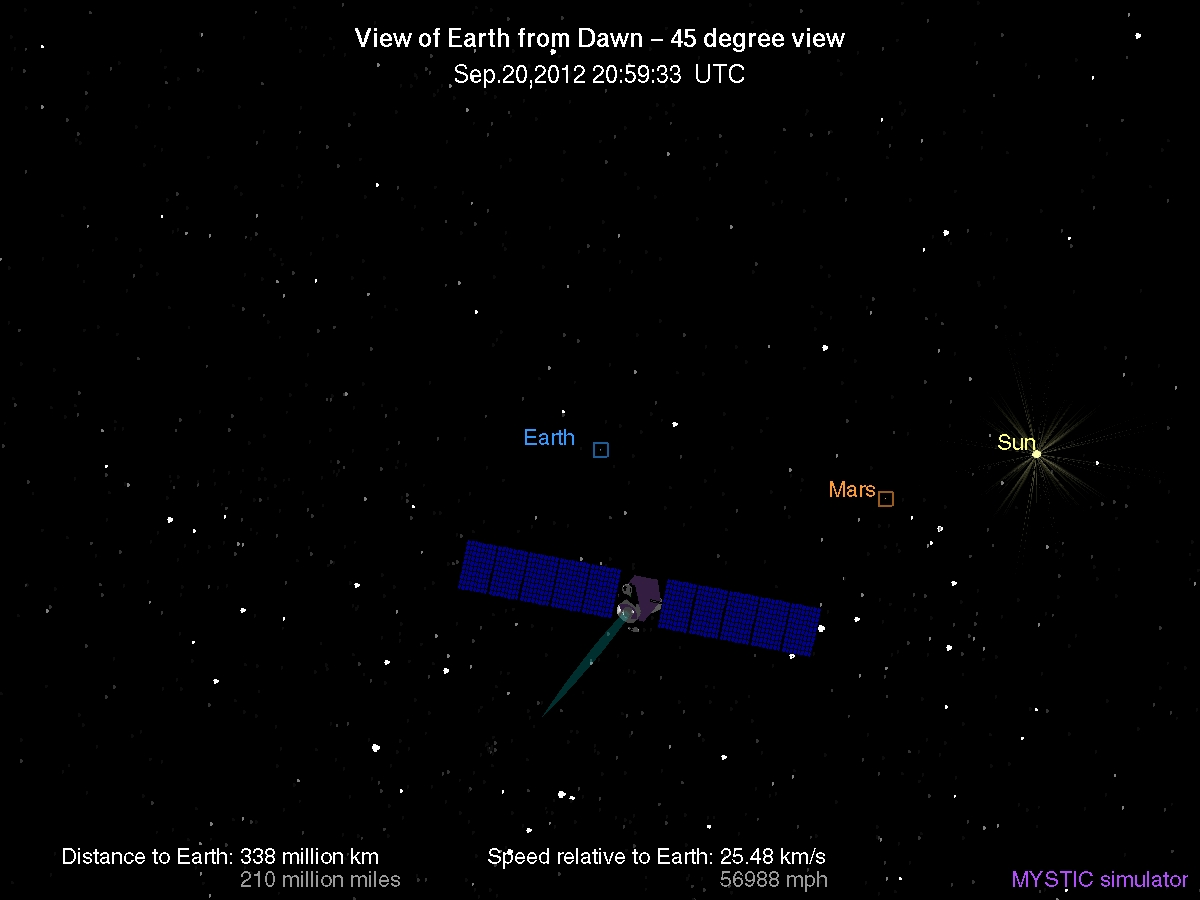 View of Earth from Dawn – 45 degree view
Sep.20,2012 20:59:33 UTC
Earth
Sun
Mars
Distance to Earth: 338 million km
210 million miles
Speed relative to Earth: 25.48 km/s
56988 mph
MYSTIC simulator